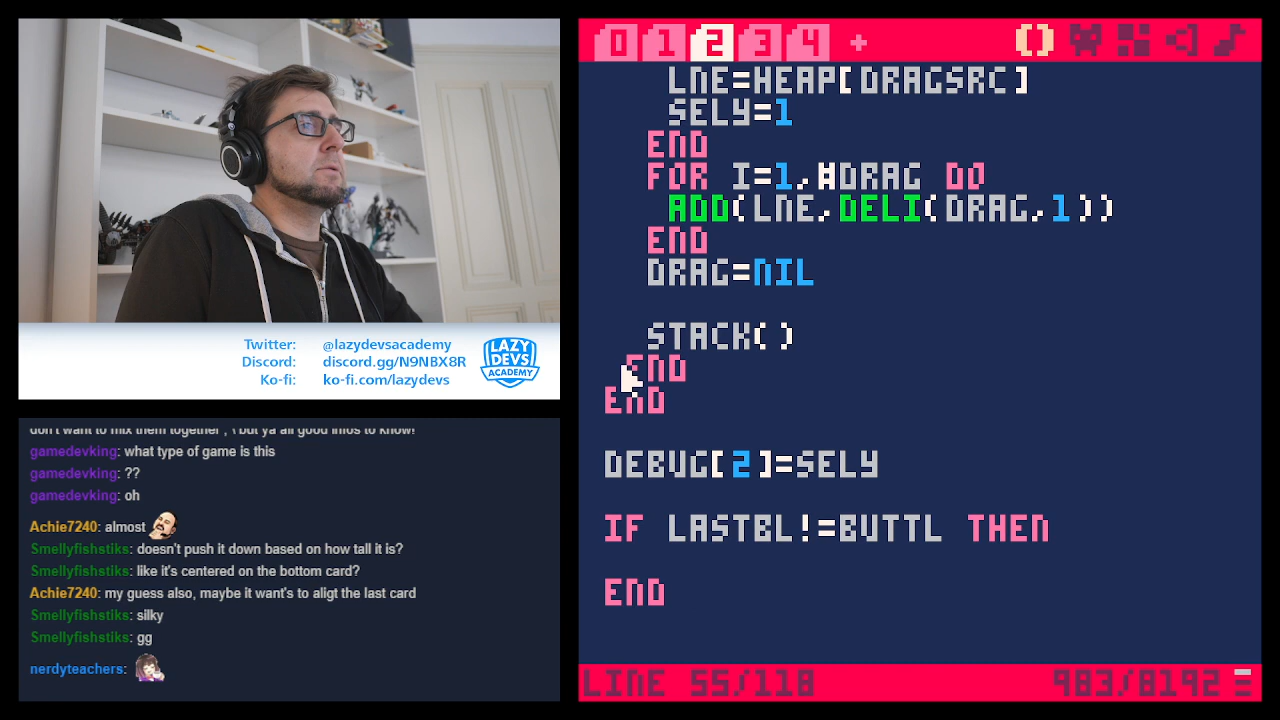 Twitter: @lazydevsacademy
Discord: discord.gg/N9NBX8R
Ko-fi: ko-fi.com/lazydevs
LAZY
DEVS
ACADEMY
don't want to mix them together , \ but ya all good infos to know!
gamedevking: what type of game is this
gamedevking: ??
gamedevking: oh
Achie7240: almost
Smellyfishstiks: doesn't push it down based on how tall it is?
Smellyfishstiks: like it's centered on the bottom card?
Achie7240: my guess also, maybe it want's to aligt the last card
Smellyfishstiks: silky
Smellyfishstiks: gg
nerdyteachers:
0 1 2 3 4 +
LNE=HEAP[DRAGSRC]
SELY=1
END
FOR I=1,#DRAG DO
ADD(LNE,DELI(DRAG,1))
END
DRAG=NIL
STACK()
END
END
DEBUG[2]=SELY
IF LASTBL!=BUTTL THEN
END
LINE 55/118 983/8192